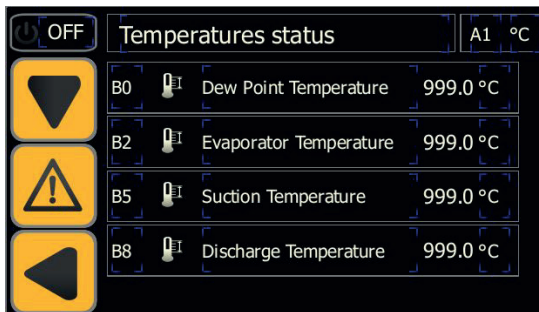 OFF Temperatures status A1 °C
B0 Dew Point Temperature 999.0 °C
B2 Evaporator Temperature 999.0 °C
B5 Suction Temperature 999.0 °C
B8 Discharge Temperature 999.0 °C